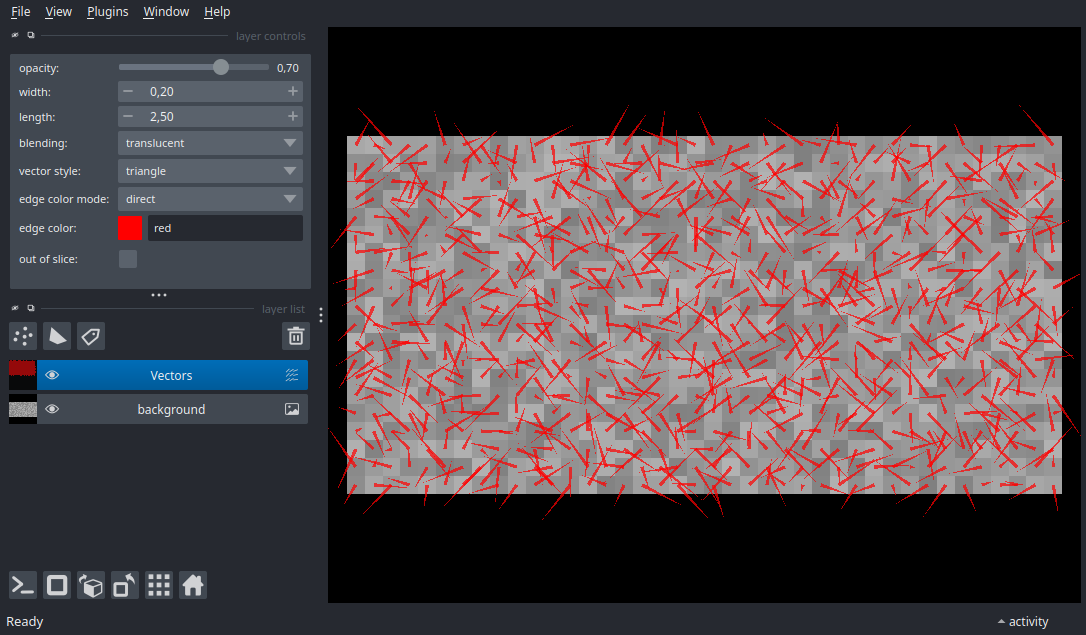 File View Plugins Window Help
layer controls
opacity: 0,70
width: 0,20
length: 2,50
blending: translucent
vector style: triangle
edge color mode: direct
edge color: red
out of slice:
layer list
Vectors
background
Ready
activity